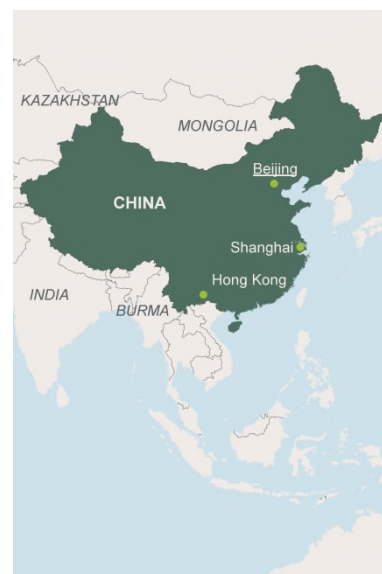 KAZAKHSTAN
MONGOLIA
Beijing
CHINA
Shanghai
Hong Kong
INDIA
BURMA